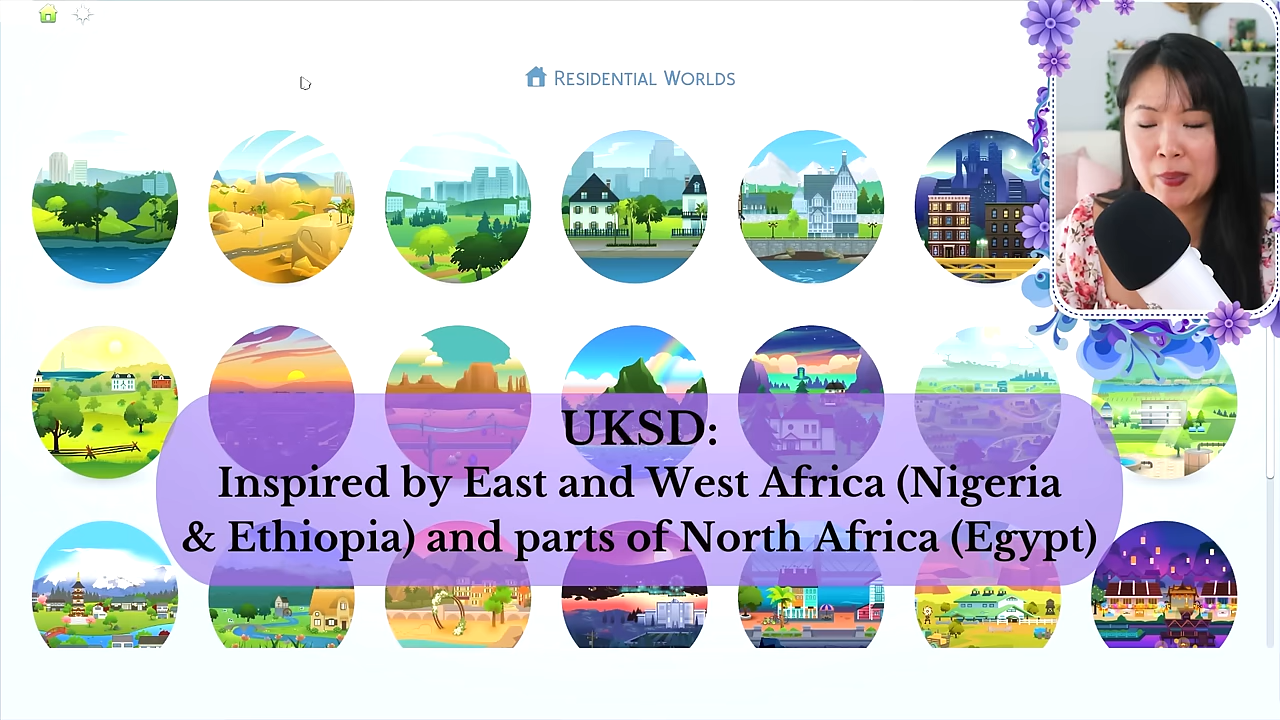 Residential Worlds
UKSD:
Inspired by East and West Africa (Nigeria
& Ethiopia) and parts of North Africa (Egypt)